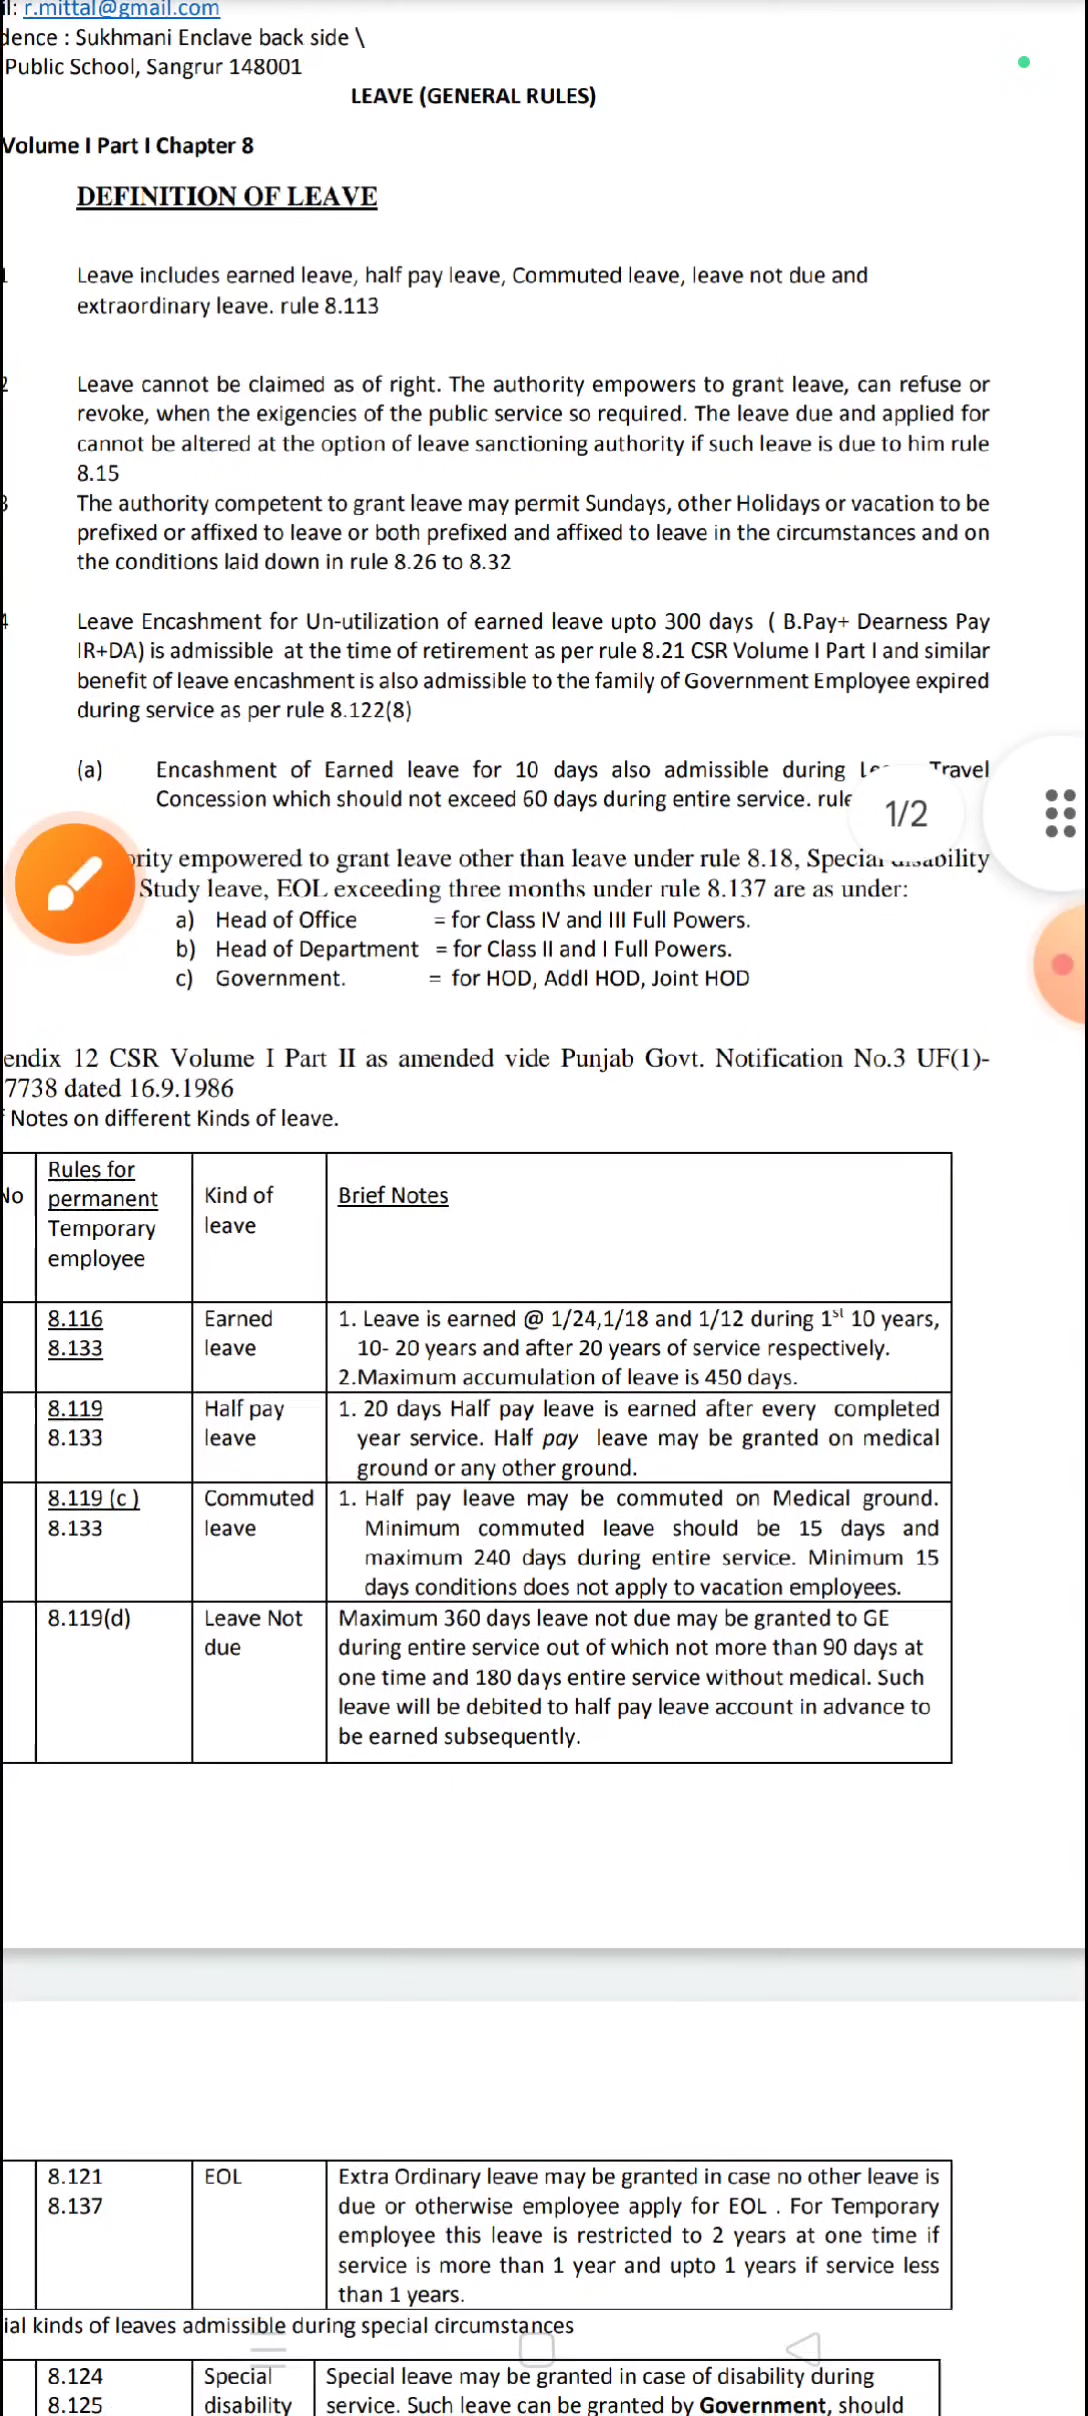 il: r.mittal@gmail.com
dence : Sukhmani Enclave back side \
Public School, Sangrur 148001
LEAVE (GENERAL RULES)
Volume I Part I Chapter 8
DEFINITION OF LEAVE
1
Leave includes earned leave, half pay leave, Commuted leave, leave not due and
extraordinary leave. rule 8.113
2
Leave cannot be claimed as of right. The authority empowers to grant leave, can refuse or
revoke, when the exigencies of the public service so required. The leave due and applied for
cannot be altered at the option of leave sanctioning authority if such leave is due to him rule
8.15
3
The authority competent to grant leave may permit Sundays, other Holidays or vacation to be
prefixed or affixed to leave or both prefixed and affixed to leave in the circumstances and on
the conditions laid down in rule 8.26 to 8.32
4
Leave Encashment for Un-utilization of earned leave upto 300 days ( B.Pay+ Dearness Pay
IR+DA) is admissible at the time of retirement as per rule 8.21 CSR Volume I Part I and similar
benefit of leave encashment is also admissible to the family of Government Employee expired
during service as per rule 8.122(8)
(a) Encashment of Earned leave for 10 days also admissible during Travel
Concession which should not exceed 60 days during entire service. rule
1/2
ority empowered to grant leave other than leave under rule 8.18, Special disability
Study leave, EOL exceeding three months under rule 8.137 are as under:
a) Head of Office = for Class IV and III Full Powers.
b) Head of Department = for Class II and I Full Powers.
c) Government. = for HOD, Addl HOD, Joint HOD
endix 12 CSR Volume I Part II as amended vide Punjab Govt. Notification No.3 UF(1)-
7738 dated 16.9.1986
Notes on different Kinds of leave.
No
Rules for
permanent
Temporary
employee
Kind of
leave
Brief Notes
8.116
8.133
Earned
leave
1. Leave is earned @ 1/24,1/18 and 1/12 during 1st 10 years,
10- 20 years and after 20 years of service respectively.
2.Maximum accumulation of leave is 450 days.
8.119
8.133
Half pay
leave
1. 20 days Half pay leave is earned after every completed
year service. Half pay leave may be granted on medical
ground or any other ground.
8.119 (c )
8.133
Commuted
leave
1. Half pay leave may be commuted on Medical ground.
Minimum commuted leave should be 15 days and
maximum 240 days during entire service. Minimum 15
days conditions does not apply to vacation employees.
8.119(d)
Leave Not
due
Maximum 360 days leave not due may be granted to GE
during entire service out of which not more than 90 days at
one time and 180 days entire service without medical. Such
leave will be debited to half pay leave account in advance to
be earned subsequently.
8.121
8.137
EOL
Extra Ordinary leave may be granted in case no other leave is
due or otherwise employee apply for EOL . For Temporary
employee this leave is restricted to 2 years at one time if
service is more than 1 year and upto 1 years if service less
than 1 years.
ial kinds of leaves admissible during special circumstances
8.124
8.125
Special
disability
Special leave may be granted in case of disability during
service. Such leave can be granted by Government, should